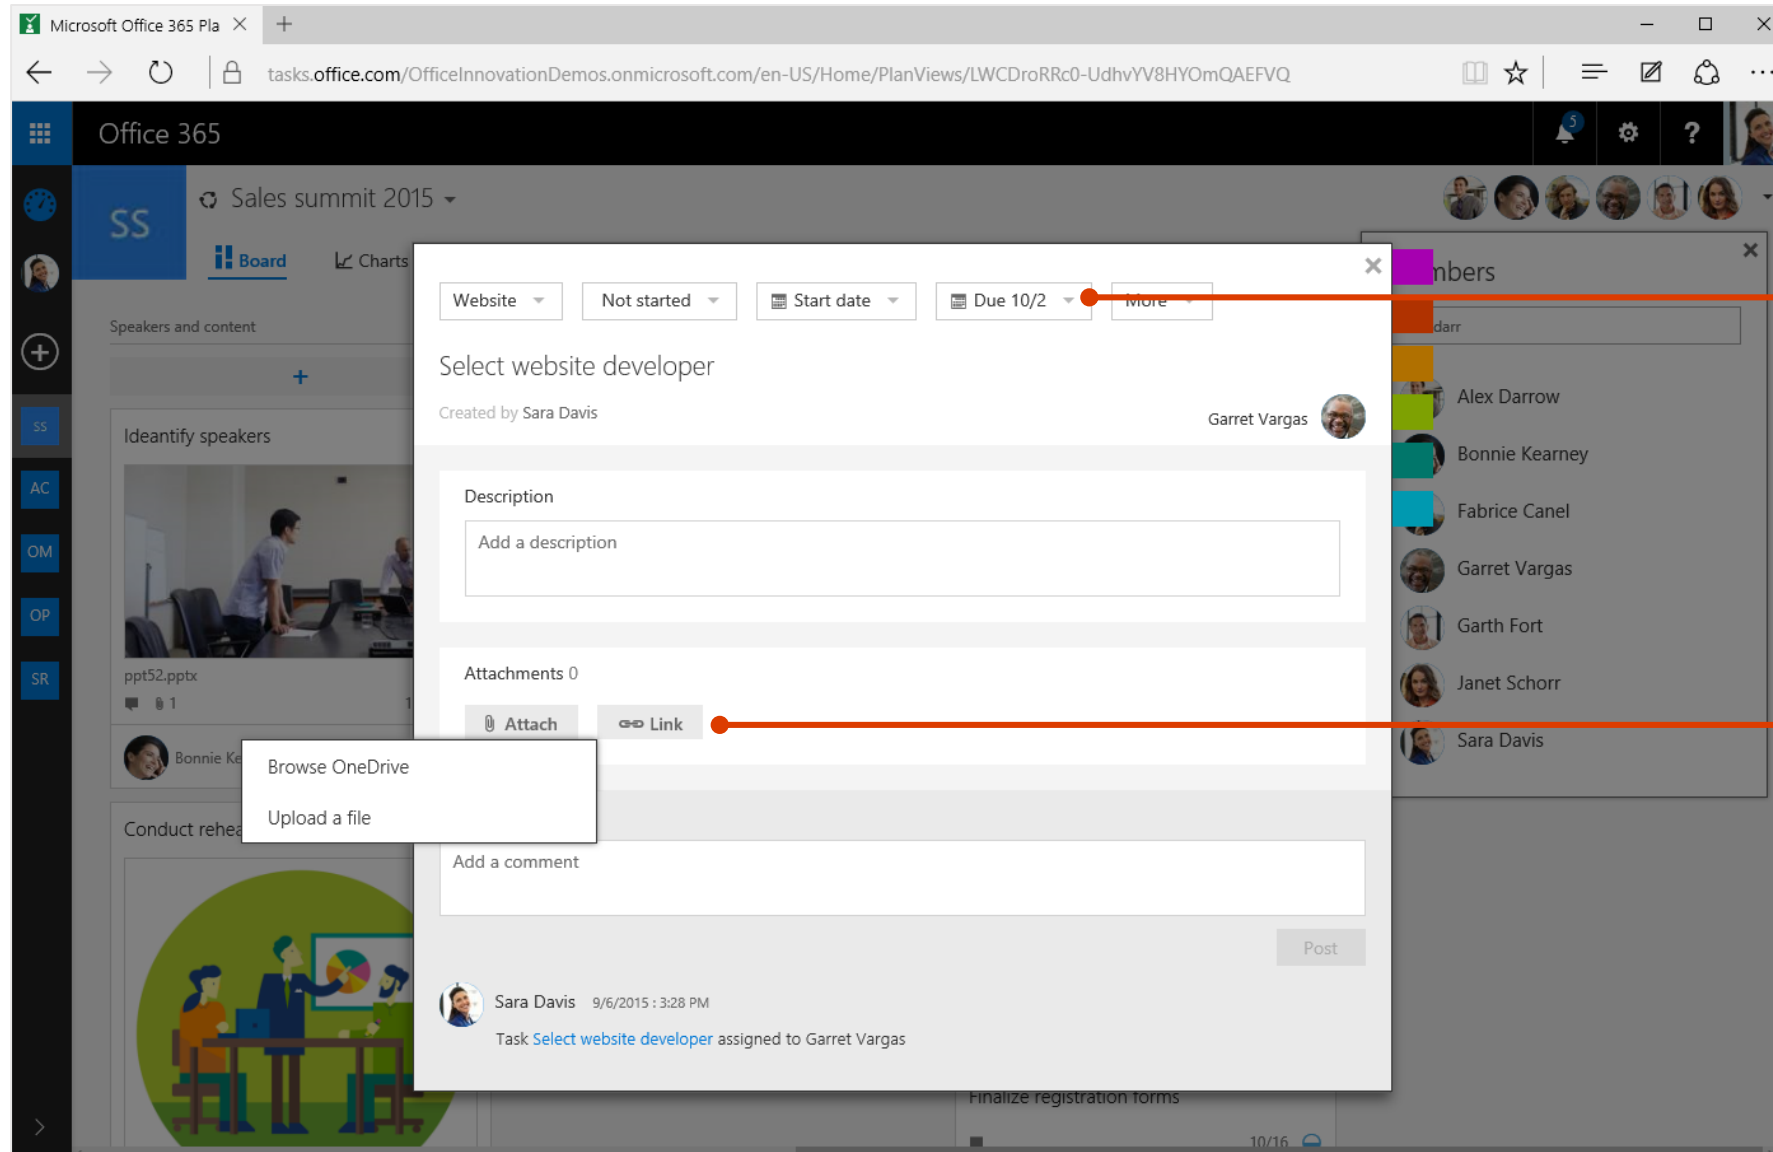 Microsoft Office 365 Pla
tasks.office.com/OfficeInnovationDemos.onmicrosoft.com/en-US/Home/PlanViews/LWCDroRRc0-UdhvYV8HYOmQAEFVQ
Office 365
5
?
SS
Sales summit 2015
Board
Charts
Speakers and content
+
SS
AC
OM
OP
SR
Ideantify speakers
ppt52.pptx
1
1
Bonnie Ke
Conduct rehea
Website
Not started
Start date
Due 10/2
More
Select website developer
Created by Sara Davis
Garret Vargas
Description
Add a description
Attachments 0
Attach
Link
Browse OneDrive
Upload a file
Add a comment
Post
Sara Davis 9/6/2015 : 3:28 PM
Task Select website developer assigned to Garret Vargas
Finalize registration forms
10/16
mbers
darr
Alex Darrow
Bonnie Kearney
Fabrice Canel
Garret Vargas
Garth Fort
Janet Schorr
Sara Davis